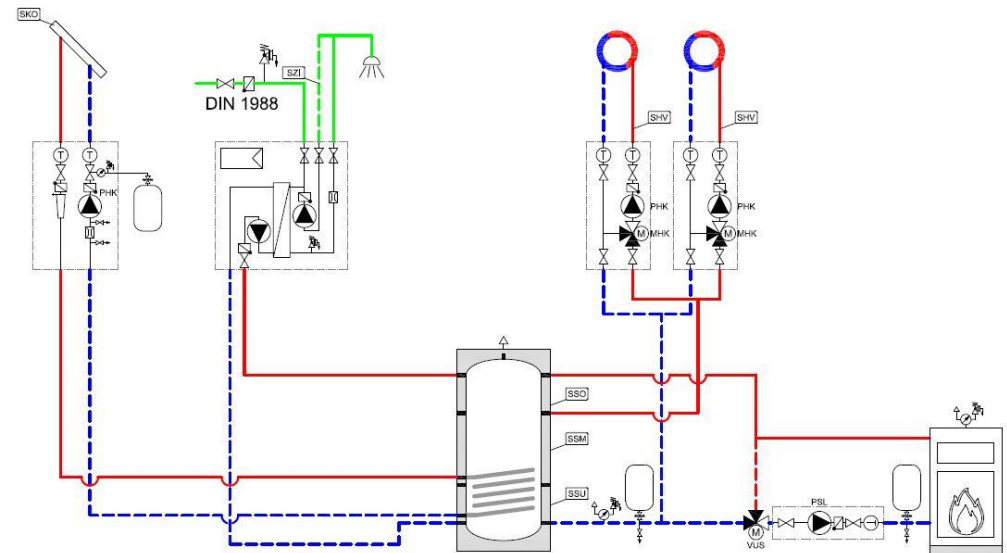 SKO
SZI
DIN 1988
SHV
SHV
T
T
T
T
T
T
PHK
PHK
PHK
M
MHK
M
MHK
SSO
SSM
SSU
PSL
T
M
VUS